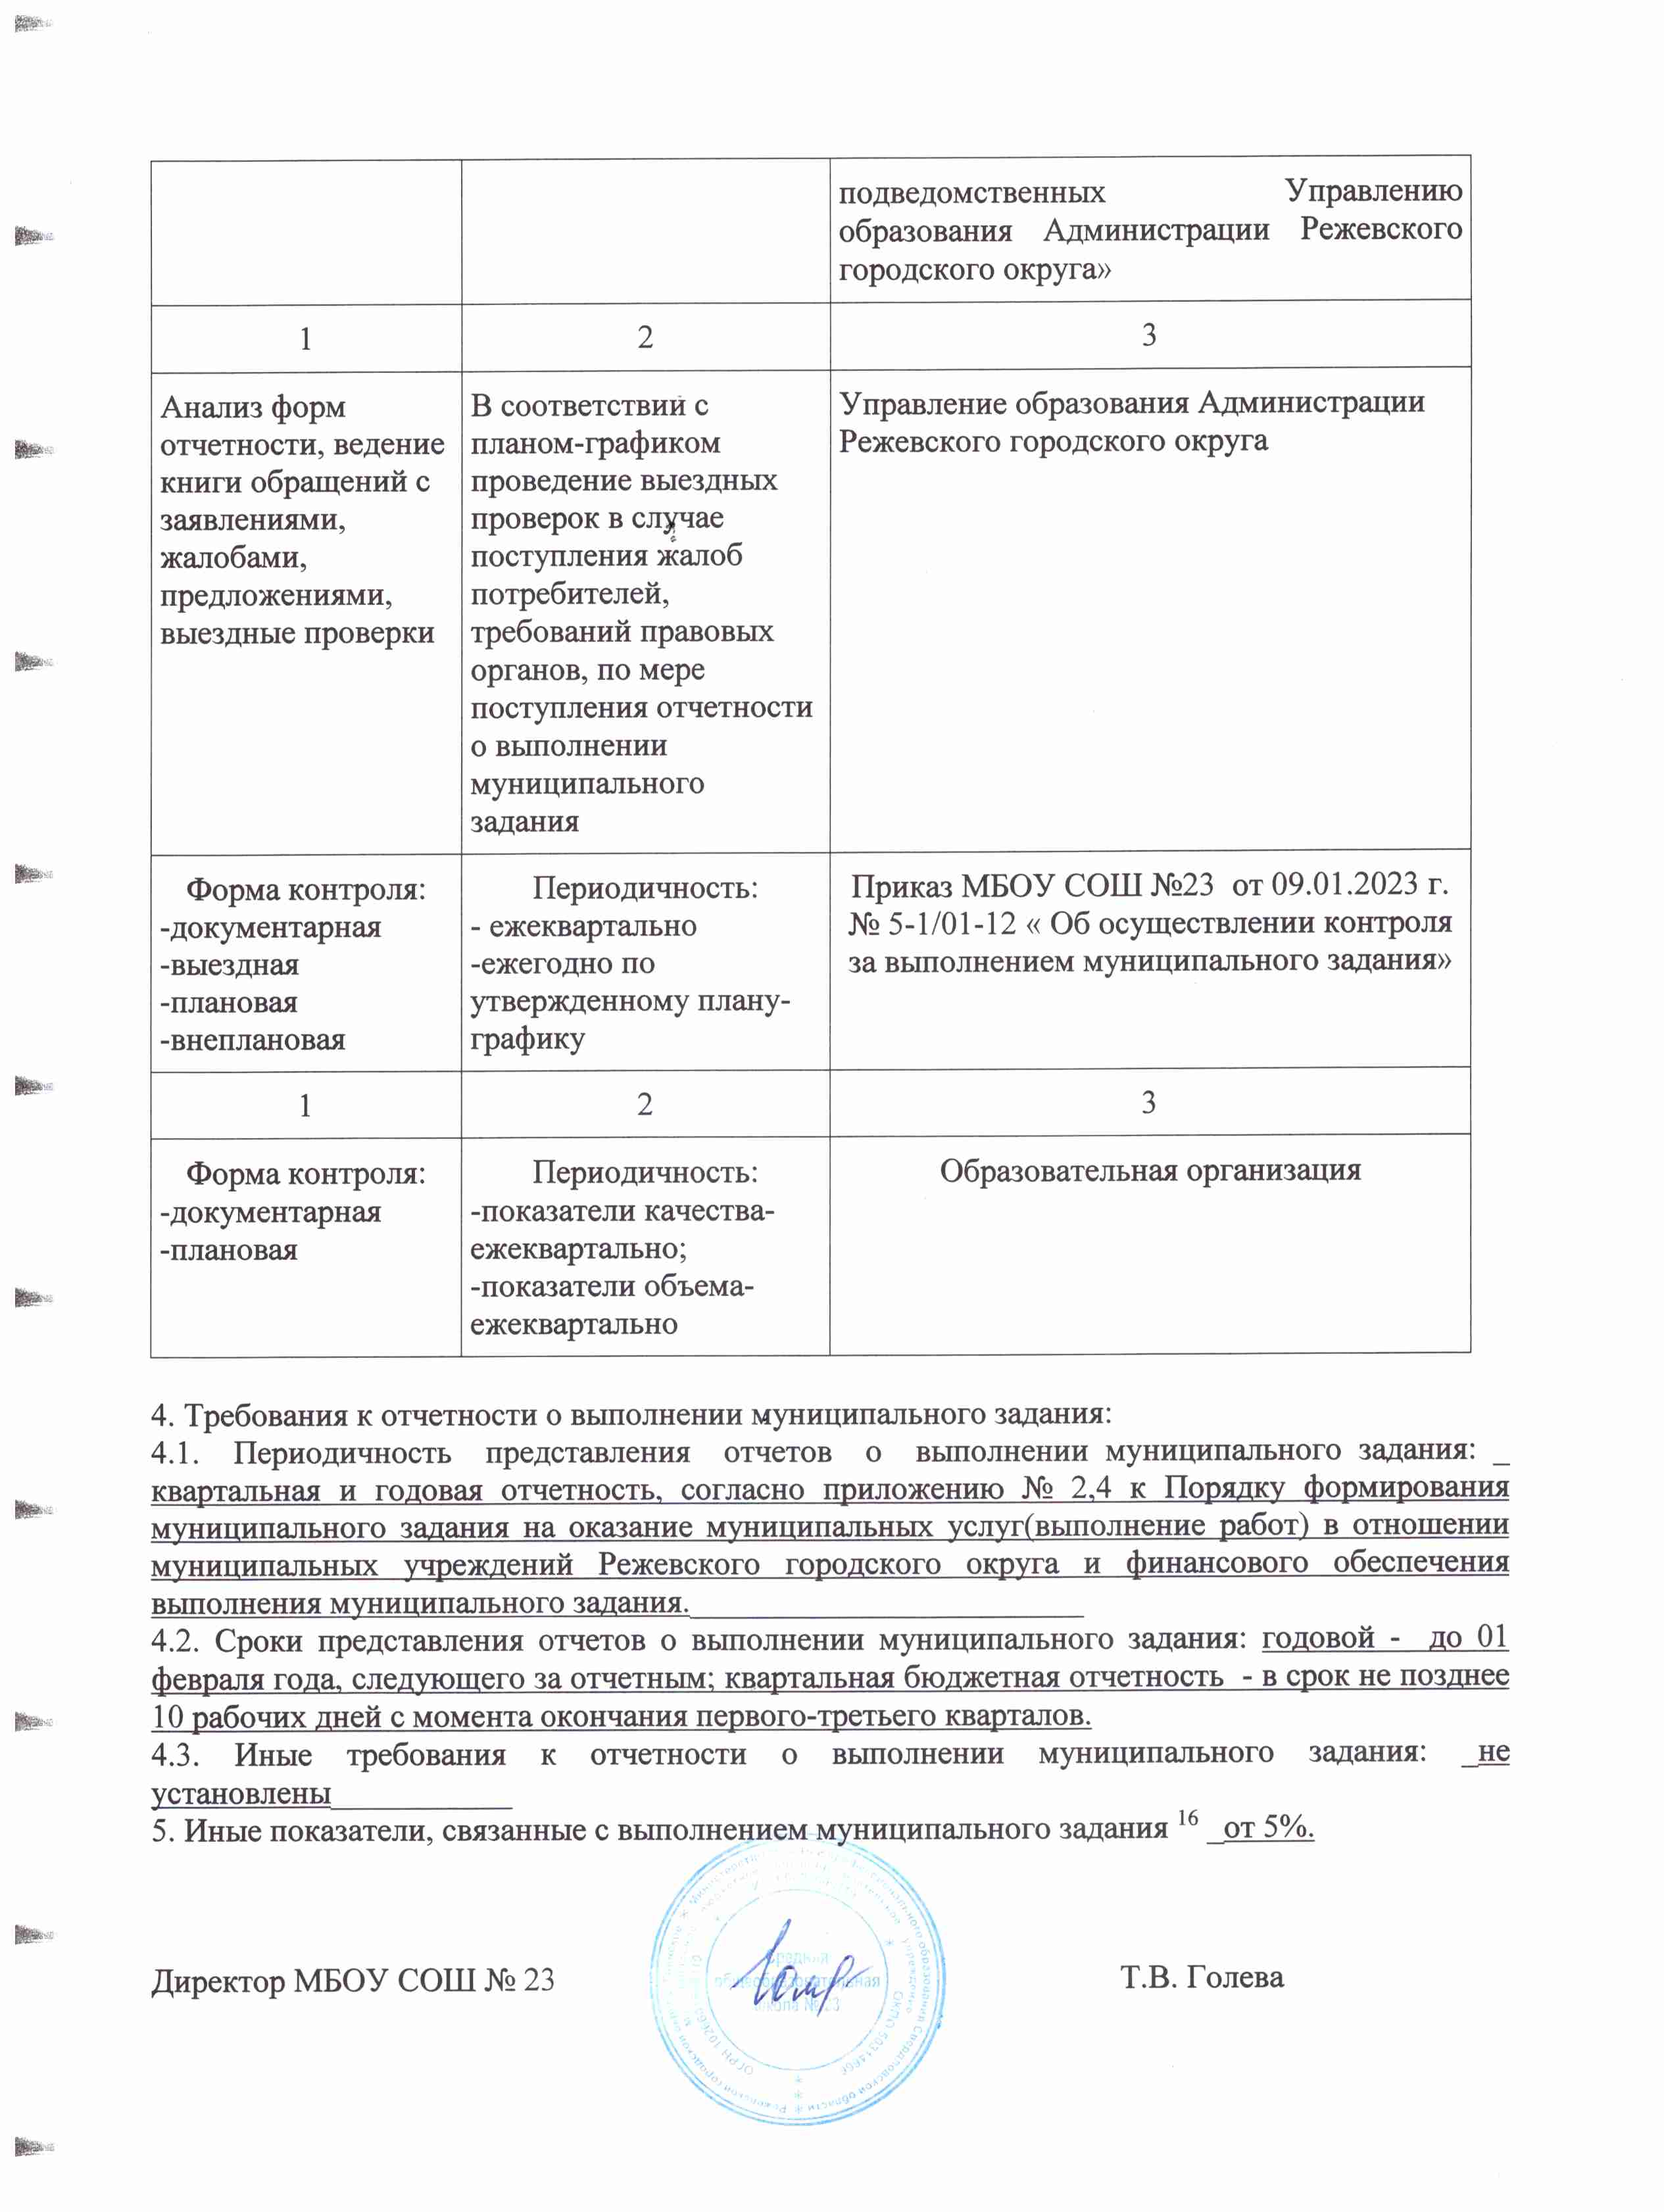 подведомственных Управлению
образования Администрации Режевского
городского округа»
1 2 3
Анализ форм
отчетности, ведение
книги обращений с
заявлениями,
жалобами,
предложениями,
выездные проверки
В соответствии с
планом-графиком
проведение выездных
проверок в случае
поступления жалоб
потребителей,
требований правовых
органов, по мере
поступления отчетности
о выполнении
муниципального
задания
Управление образования Администрации
Режевского городского округа
Форма контроля:
-документарная
-выездная
-плановая
-внеплановая
Периодичность:
- ежеквартально
-ежегодно по
утвержденному плану-
графику
Приказ МБОУ СОШ №23 от 09.01.2023 г.
№ 5-1/01-12 « Об осуществлении контроля
за выполнением муниципального задания»
1 2 3
Форма контроля:
-документарная
-плановая
Периодичность:
-показатели качества-
ежеквартально;
-показатели объема-
ежеквартально
Образовательная организация
4. Требования к отчетности о выполнении муниципального задания:
4.1. Периодичность представления отчетов о выполнении муниципального задания: _
квартальная и годовая отчетность, согласно приложению № 2,4 к Порядку формирования
муниципального задания на оказание муниципальных услуг(выполнение работ) в отношении
муниципальных учреждений Режевского городского округа и финансового обеспечения
выполнения муниципального задания.
4.2. Сроки представления отчетов о выполнении муниципального задания: годовой - до 01
февраля года, следующего за отчетным; квартальная бюджетная отчетность - в срок не позднее
10 рабочих дней с момента окончания первого-третьего кварталов.
4.3. Иные требования к отчетности о выполнении муниципального задания: _не
установлены
5. Иные показатели, связанные с выполнением муниципального задания 16 _от 5%.
Директор МБОУ СОШ № 23
средняя
общеобразовательная
школа № 23
ОКПО 50314666
Т.В. Голева